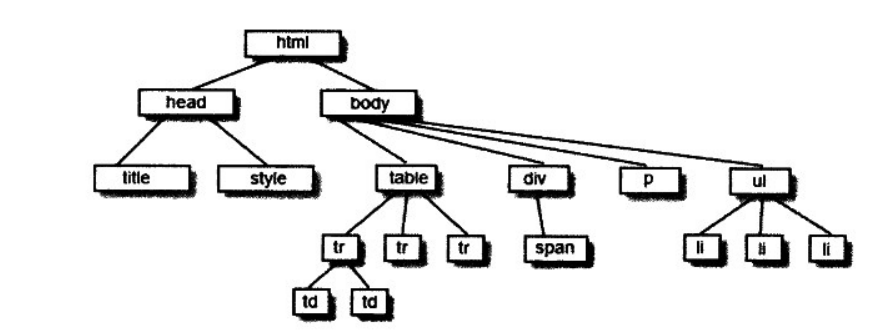 html
head body
title style table div p ul
tr tr tr span li li li
td td